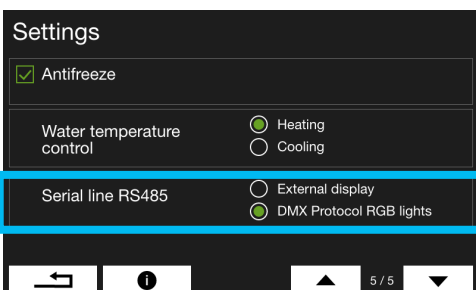 Settings
Antifreeze
Water temperature
control
Heating
Cooling
Serial line RS485
External display
DMX Protocol RGB lights
5/5